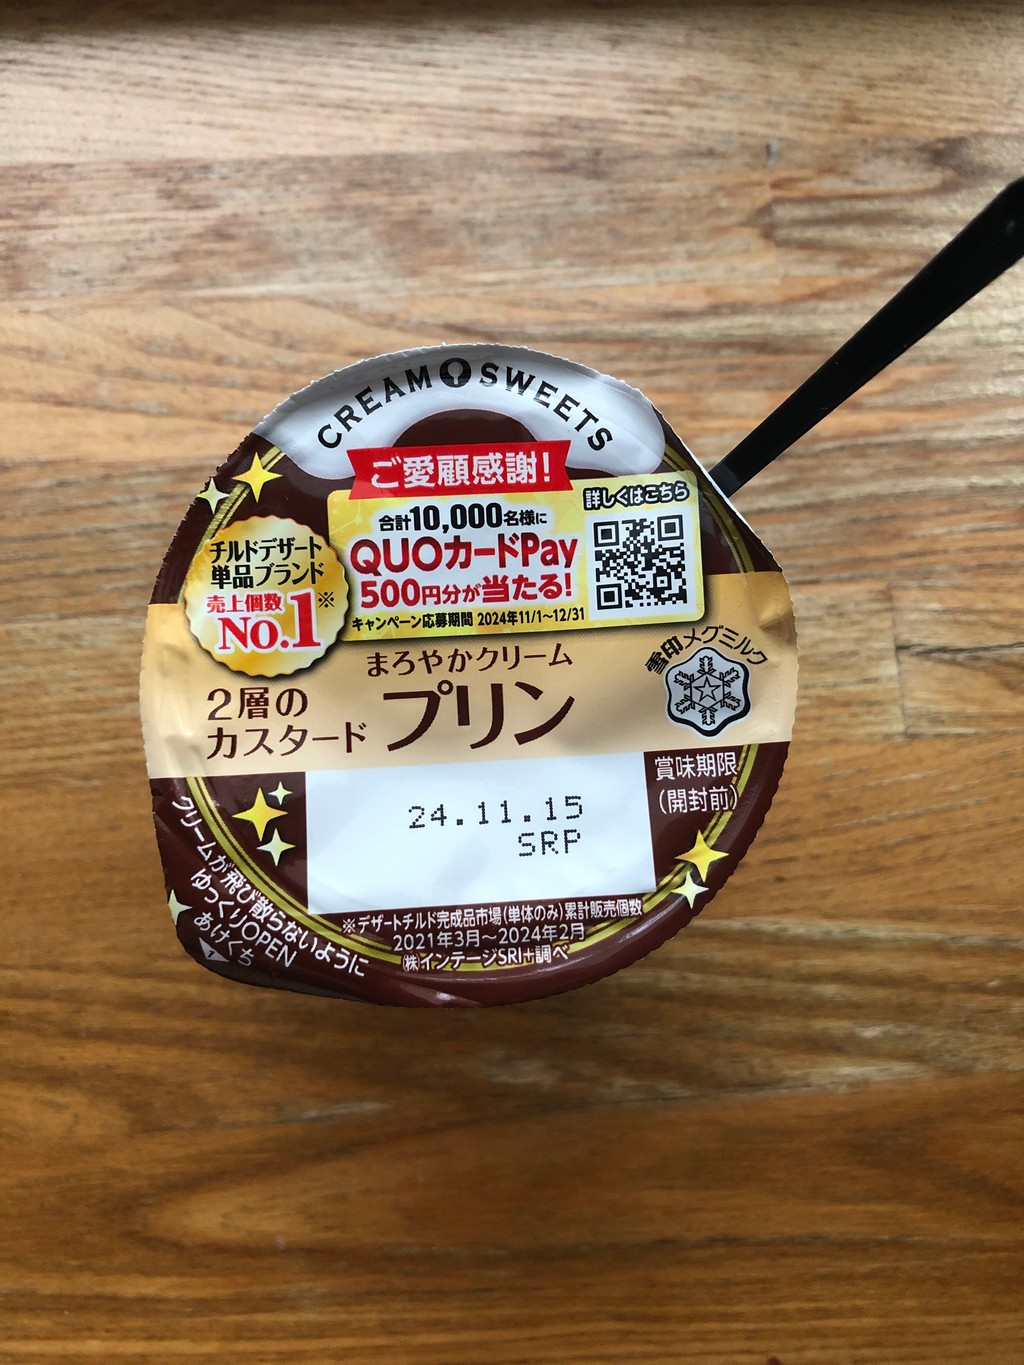 CREAM SWEETS
ご愛顧感謝!
詳しくはこちら
合計10,000名様に
QUOカードPay
500円分が当たる!
キャンペーン応募期間 2024年11/1〜12/31
チルドデザート
単品ブランド
売上個数※
No.1
雪印メグミルク
まろやかクリーム
2層の
カスタード
プリン
賞味期限
(開封前)
24.11.15
SRP
※デザートチルド完成品市場(単体のみ)累計販売個数
2021年3月〜2024年2月
㈱インテージSRI+調べ
クリームが飛び散らないように
ゆっくりOPEN
あけくち